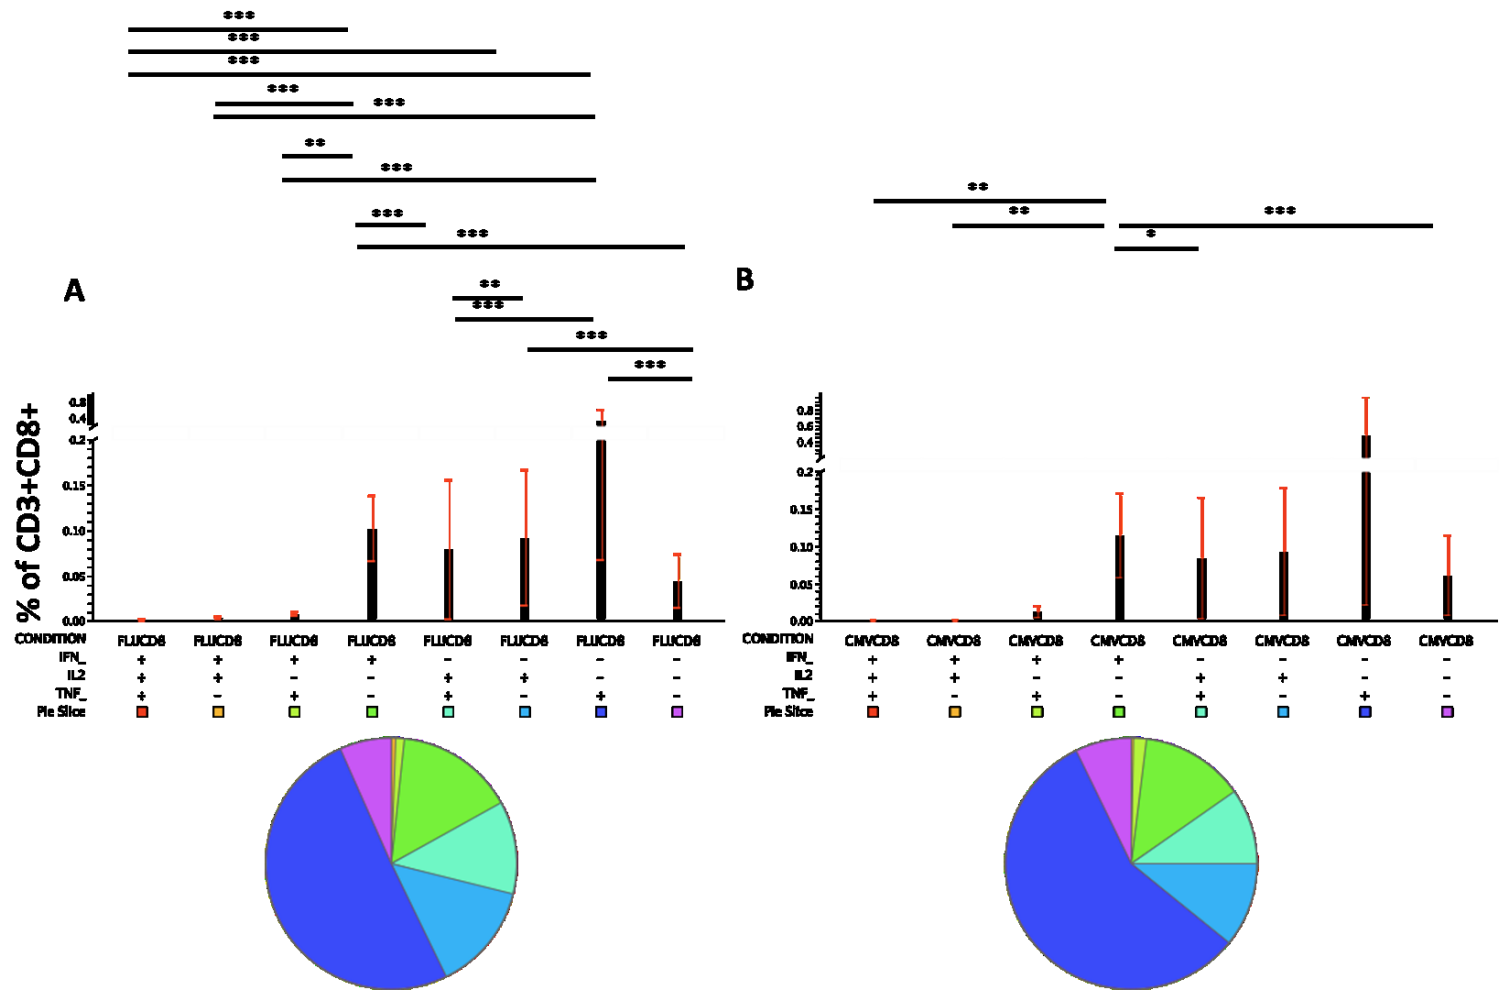 ***
***
***
*** ***
**
***
***
***
**
***
***
***
A
**
** ***
*
B
% of CD3+CD8+
0.8
0.4
0.2
0.15
0.10
0.05
0.00
CONDITION FLUCD8 FLUCD8 FLUCD8 FLUCD8 FLUCD8 FLUCD8 FLUCD8 FLUCD8
IFN_ + + + + - - - -
IL2 + + - - + + - -
TNF_ + - + - + - + -
Pie Slice
0.8
0.6
0.4
0.2
0.15
0.10
0.05
0.00
CONDITION CMVCD8 CMVCD8 CMVCD8 CMVCD8 CMVCD8 CMVCD8 CMVCD8 CMVCD8
IFN_ + + + + - - - -
IL2 + + - - + + - -
TNF_ + - + - + - + -
Pie Slice